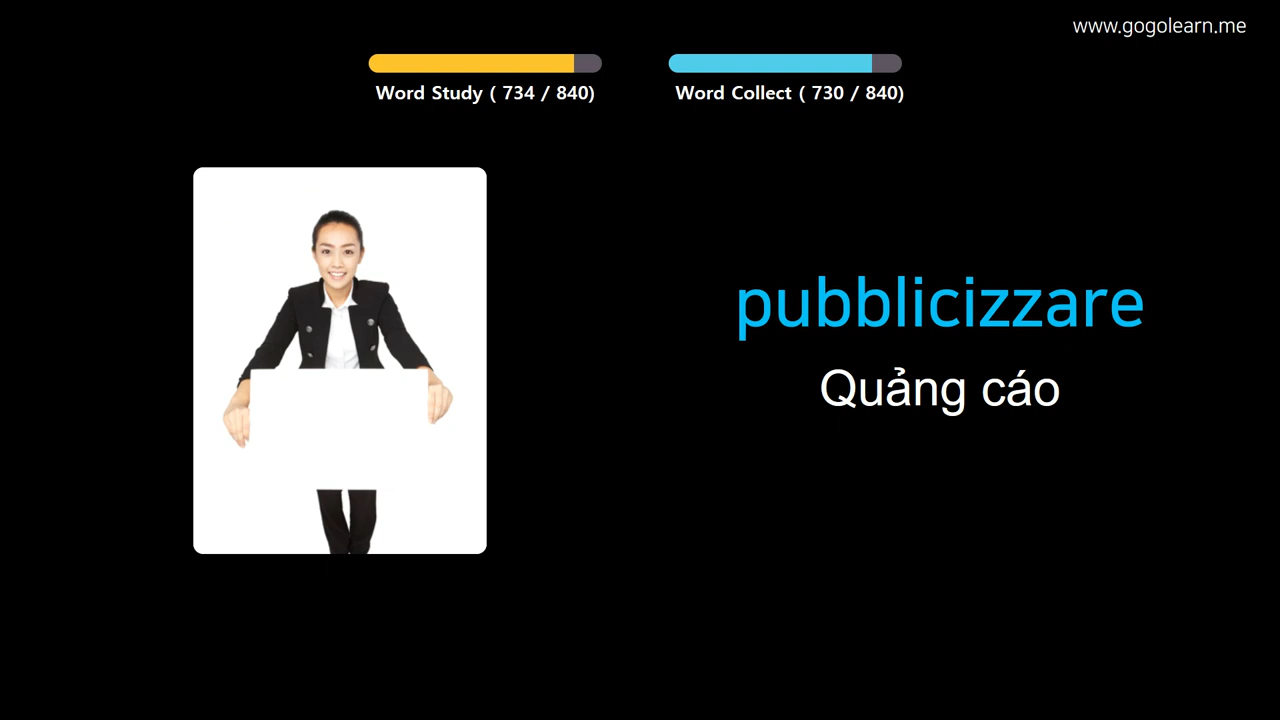 www.gogolearn.me
Word Study ( 734 / 840)
Word Collect ( 730 / 840)
pubblicizzare
Quảng cáo